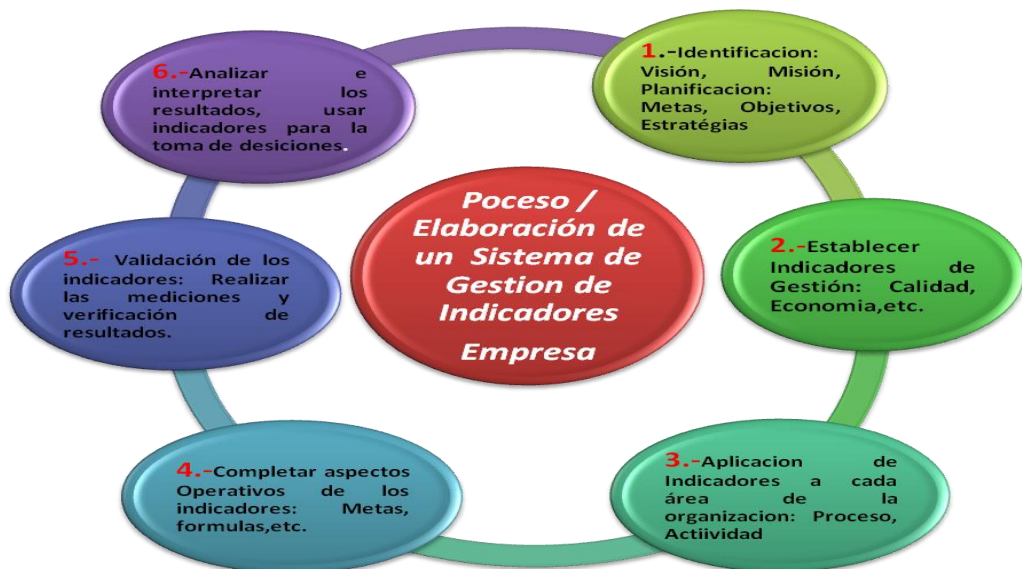 1.-Identificacion:
Visión, Misión,
Planificacion:
Metas, Objetivos,
Estratégias
2.-Establecer
Indicadores de
Gestión: Calidad,
Economia,etc.
3.-Aplicacion de
Indicadores a cada
área de la
organizacion: Proceso,
Actiividad
4.-Completar aspectos
Operativos de los
indicadores: Metas,
formulas,etc.
5.- Validación de los
indicadores: Realizar
las mediciones y
verificación de
resultados.
6.-Analizar e
interpretar los
resultados, usar
indicadores para la
toma de desiciones.
Poceso /
Elaboración de
un Sistema de
Gestion de
Indicadores
Empresa